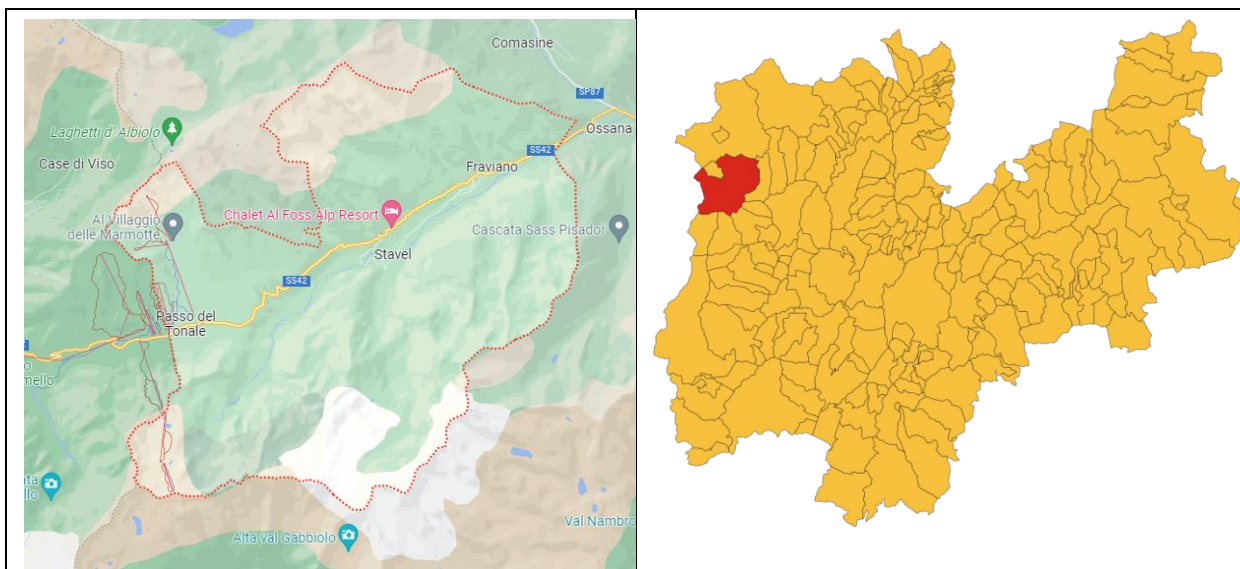 Comasine
SP87
Laghetti d' Albiolo
Ossana
Case di Viso
SS42
Fraviano
Chalet Al Foss Alp Resort
Al Villaggio
delle Marmotte
Cascata Sass Pisador
Stavel
SS42
Passo del
Tonale
Alta val Gabbiolo
Val Nambro